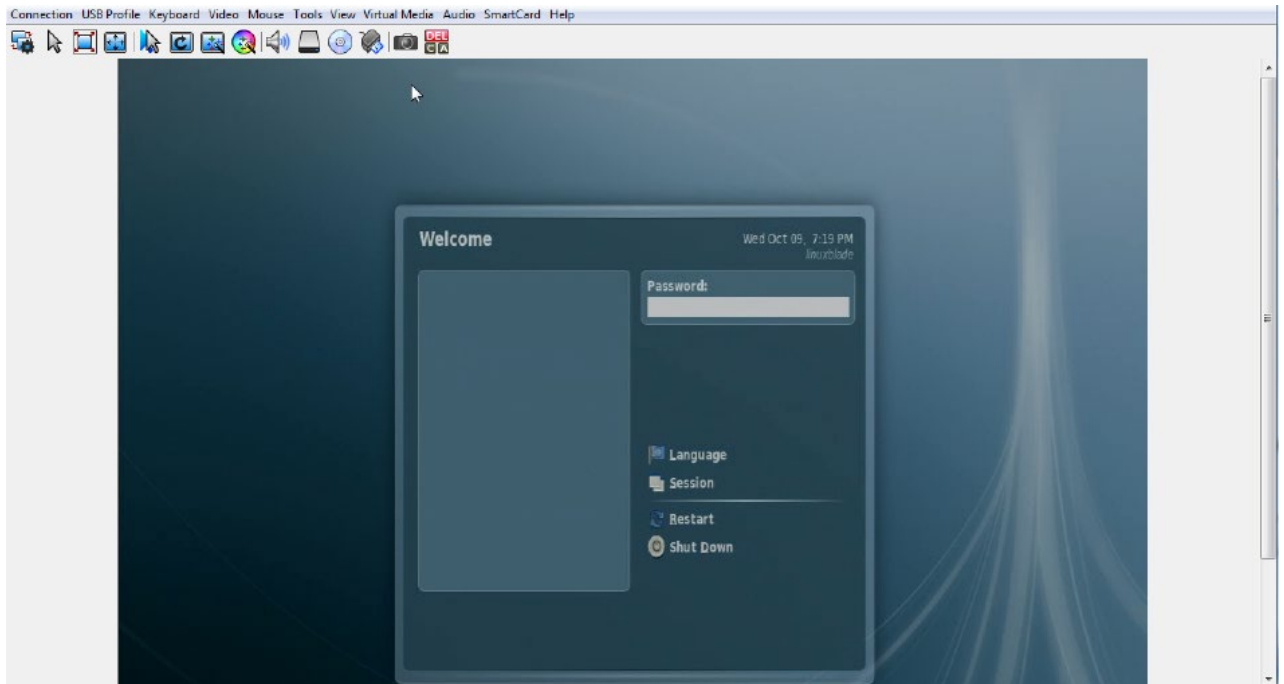 Connection USB Profile Keyboard Video Mouse Tools View Virtual Media Audio SmartCard Help
DEL
C A
Welcome
Wed Oct 09, 7:19 PM
linuxblade
Password:
Language
Session
Restart
Shut Down